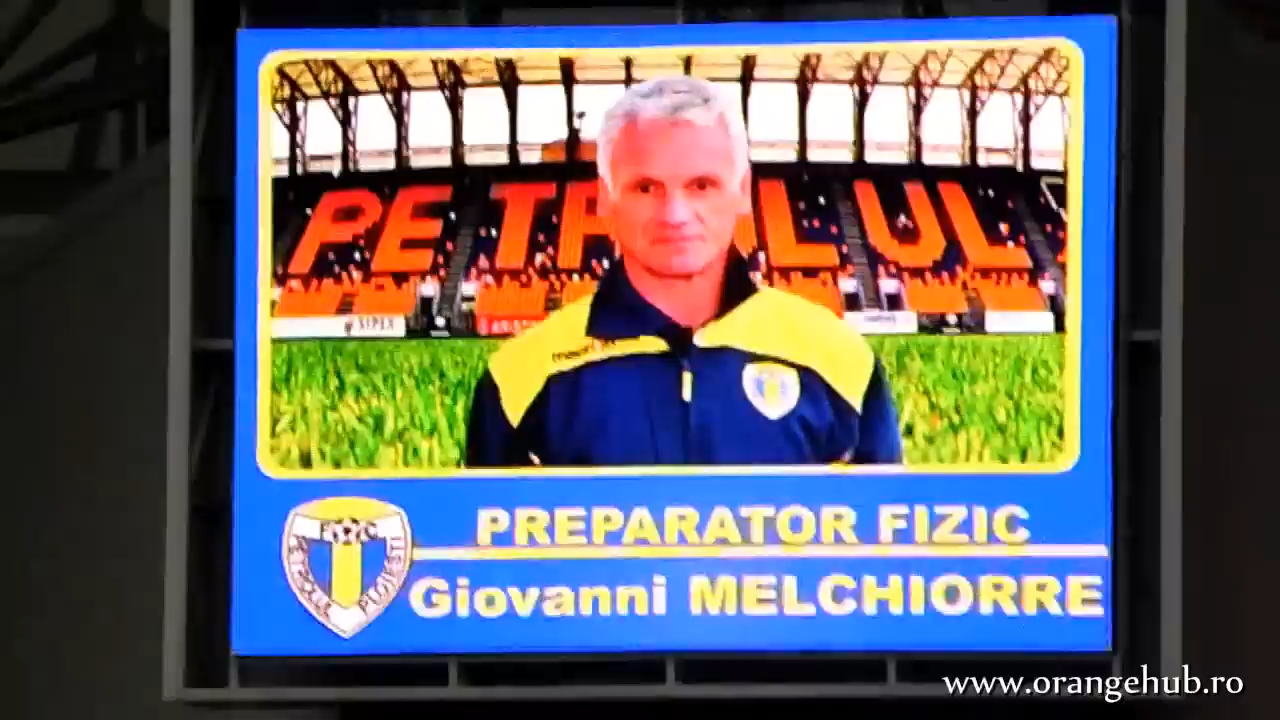 PETROLUL
PREPARATOR FIZIC
Giovanni MELCHIORRE
www.orangehub.ro